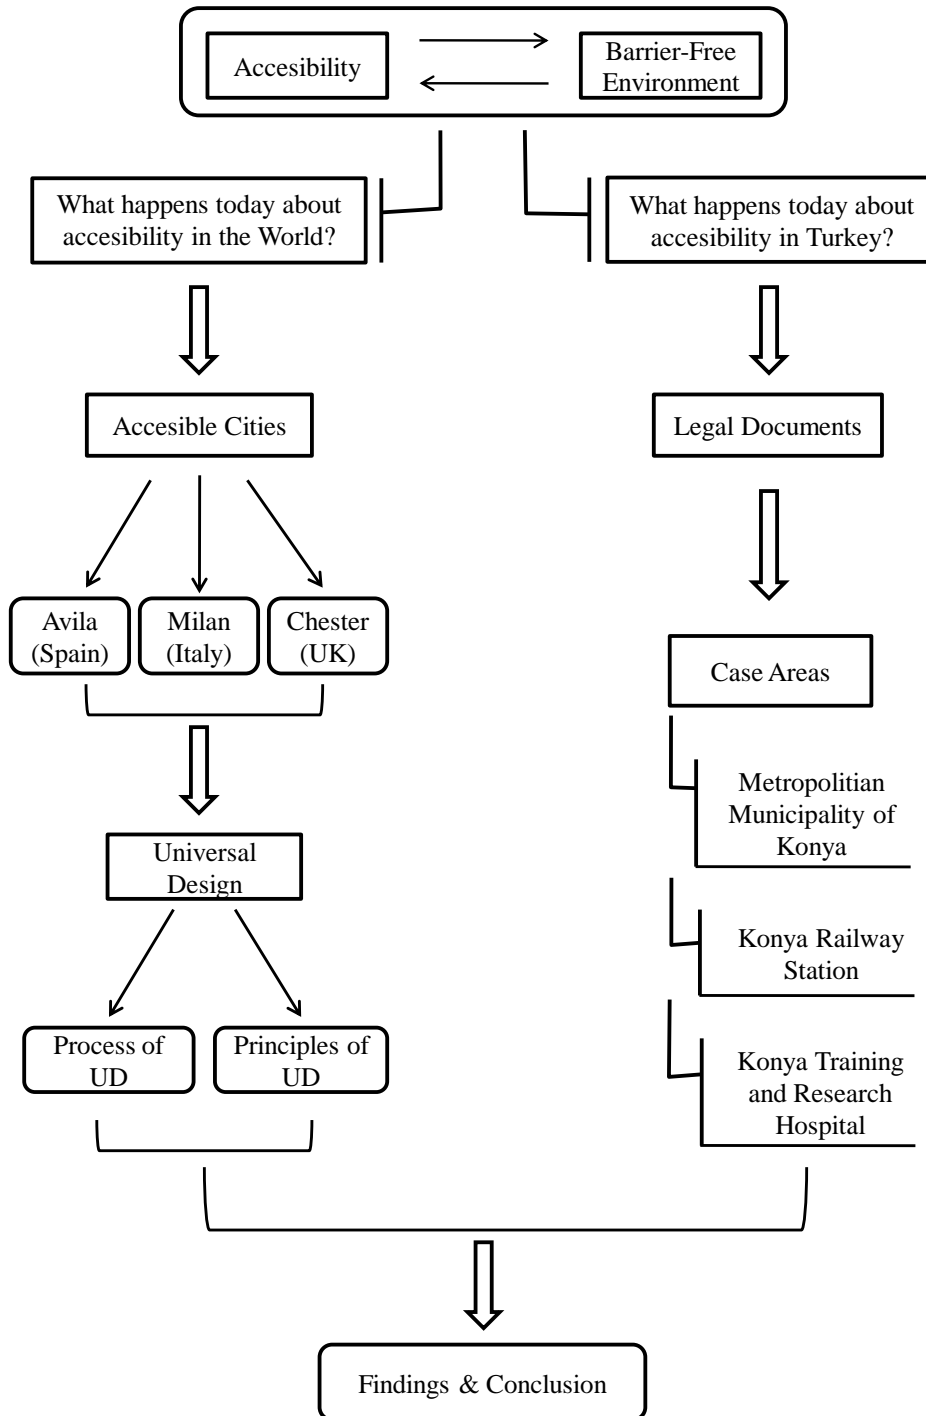 Accesibility
Barrier-Free
Environment
What happens today about
accesibility in the World?
What happens today about
accesibility in Turkey?
Accesible Cities
Legal Documents
Avila
(Spain)
Milan
(Italy)
Chester
(UK)
Case Areas
Metropolitian
Municipality of
Konya
Universal
Design
Konya Railway
Station
Process of
UD
Principles of
UD
Konya Training
and Research
Hospital
Findings & Conclusion